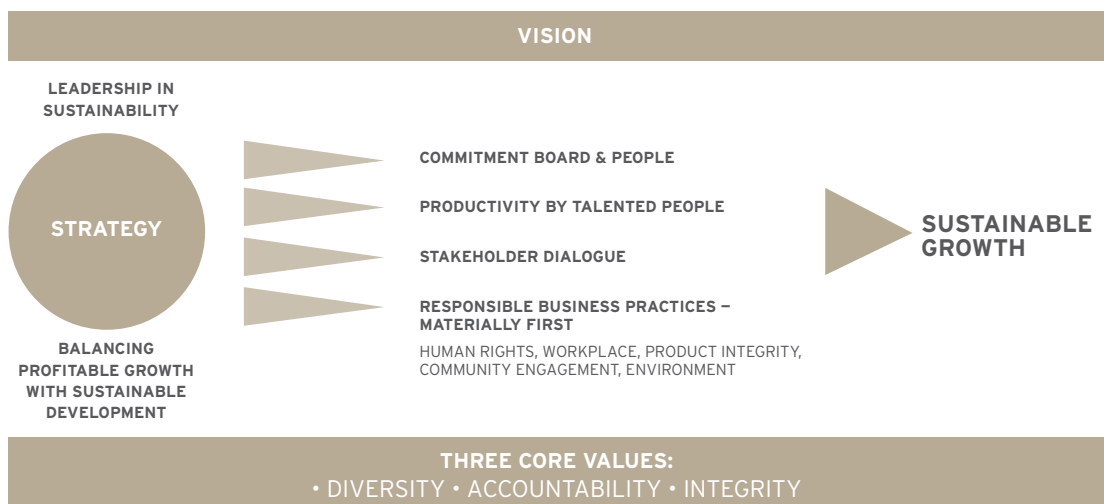 VISION
LEADERSHIP IN
SUSTAINABILITY
STRATEGY
BALANCING
PROFITABLE GROWTH
WITH SUSTAINABLE
DEVELOPMENT
COMMITMENT BOARD & PEOPLE
PRODUCTIVITY BY TALENTED PEOPLE
STAKEHOLDER DIALOGUE
RESPONSIBLE BUSINESS PRACTICES –
MATERIALLY FIRST
HUMAN RIGHTS, WORKPLACE, PRODUCT INTEGRITY,
COMMUNITY ENGAGEMENT, ENVIRONMENT
SUSTAINABLE
GROWTH
THREE CORE VALUES:
• DIVERSITY • ACCOUNTABILITY • INTEGRITY